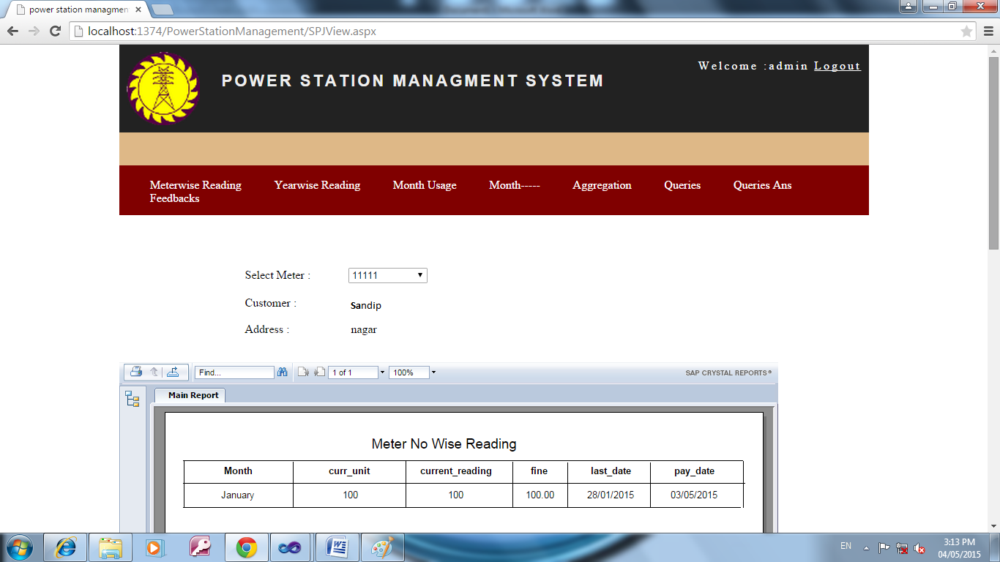 power station managmen
localhost:1374/PowerStationManagement/SPJView.aspx
POWER STATION MANAGMENT SYSTEM
Welcome :admin Logout
Meterwise Reading Yearwise Reading Month Usage Month----- Aggregation Queries Queries Ans
Feedbacks
Select Meter : 11111
Customer : Sandip
Address : nagar
Find... 1 of 1 100% SAP CRYSTAL REPORTS®
Main Report
Meter No Wise Reading
Month curr_unit current_reading fine last_date pay_date
January 100 100 100.00 28/01/2015 03/05/2015
EN 3:13 PM
04/05/2015